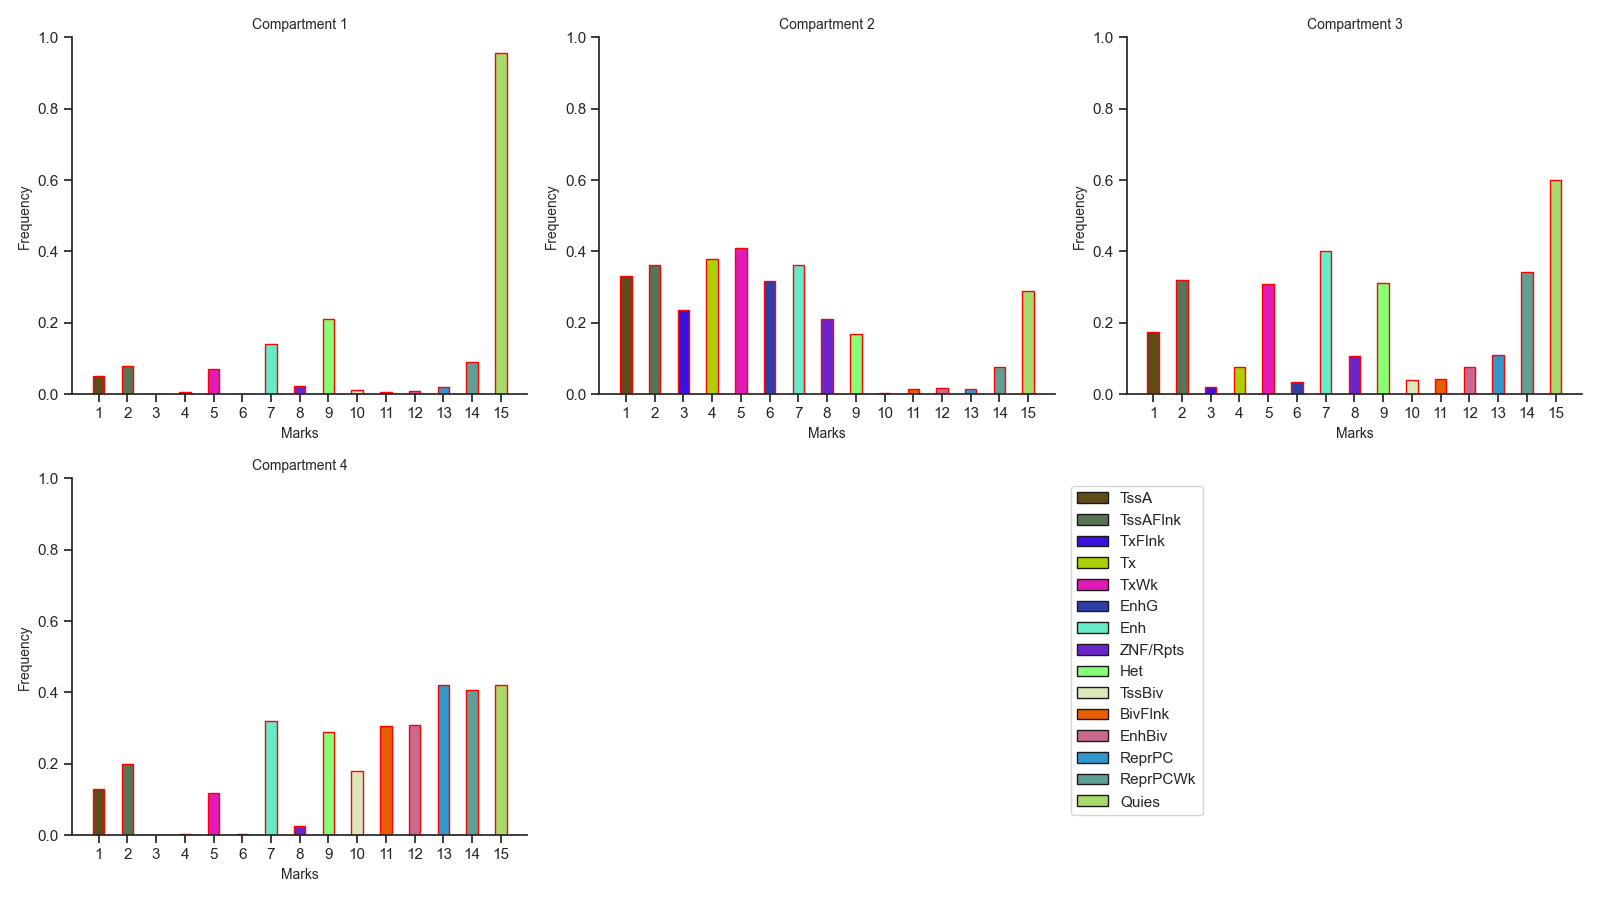 Compartment 1
1.0
0.8
0.6
0.4
0.2
0.0
Frequency
1 2 3 4 5 6 7 8 9 10 11 12 13 14 15
Marks
Compartment 2
1.0
0.8
0.6
0.4
0.2
0.0
Frequency
1 2 3 4 5 6 7 8 9 10 11 12 13 14 15
Marks
Compartment 3
1.0
0.8
0.6
0.4
0.2
0.0
Frequency
1 2 3 4 5 6 7 8 9 10 11 12 13 14 15
Marks
Compartment 4
1.0
0.8
0.6
0.4
0.2
0.0
Frequency
1 2 3 4 5 6 7 8 9 10 11 12 13 14 15
Marks
TssA
TssAFlnk
TxFlnk
Tx
TxWk
EnhG
Enh
ZNF/Rpts
Het
TssBiv
BivFlnk
EnhBiv
ReprPC
ReprPCWk
Quies